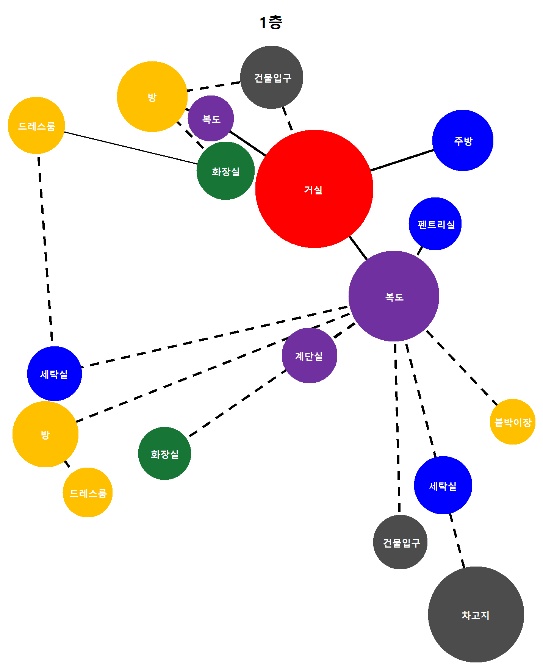 1층
건물입구
방
복도
드레스룸
주방
화장실
거실
펜트리실
복도
계단실
세탁실
붙박이장
방
화장실
세탁실
드레스룸
건물입구
차고지